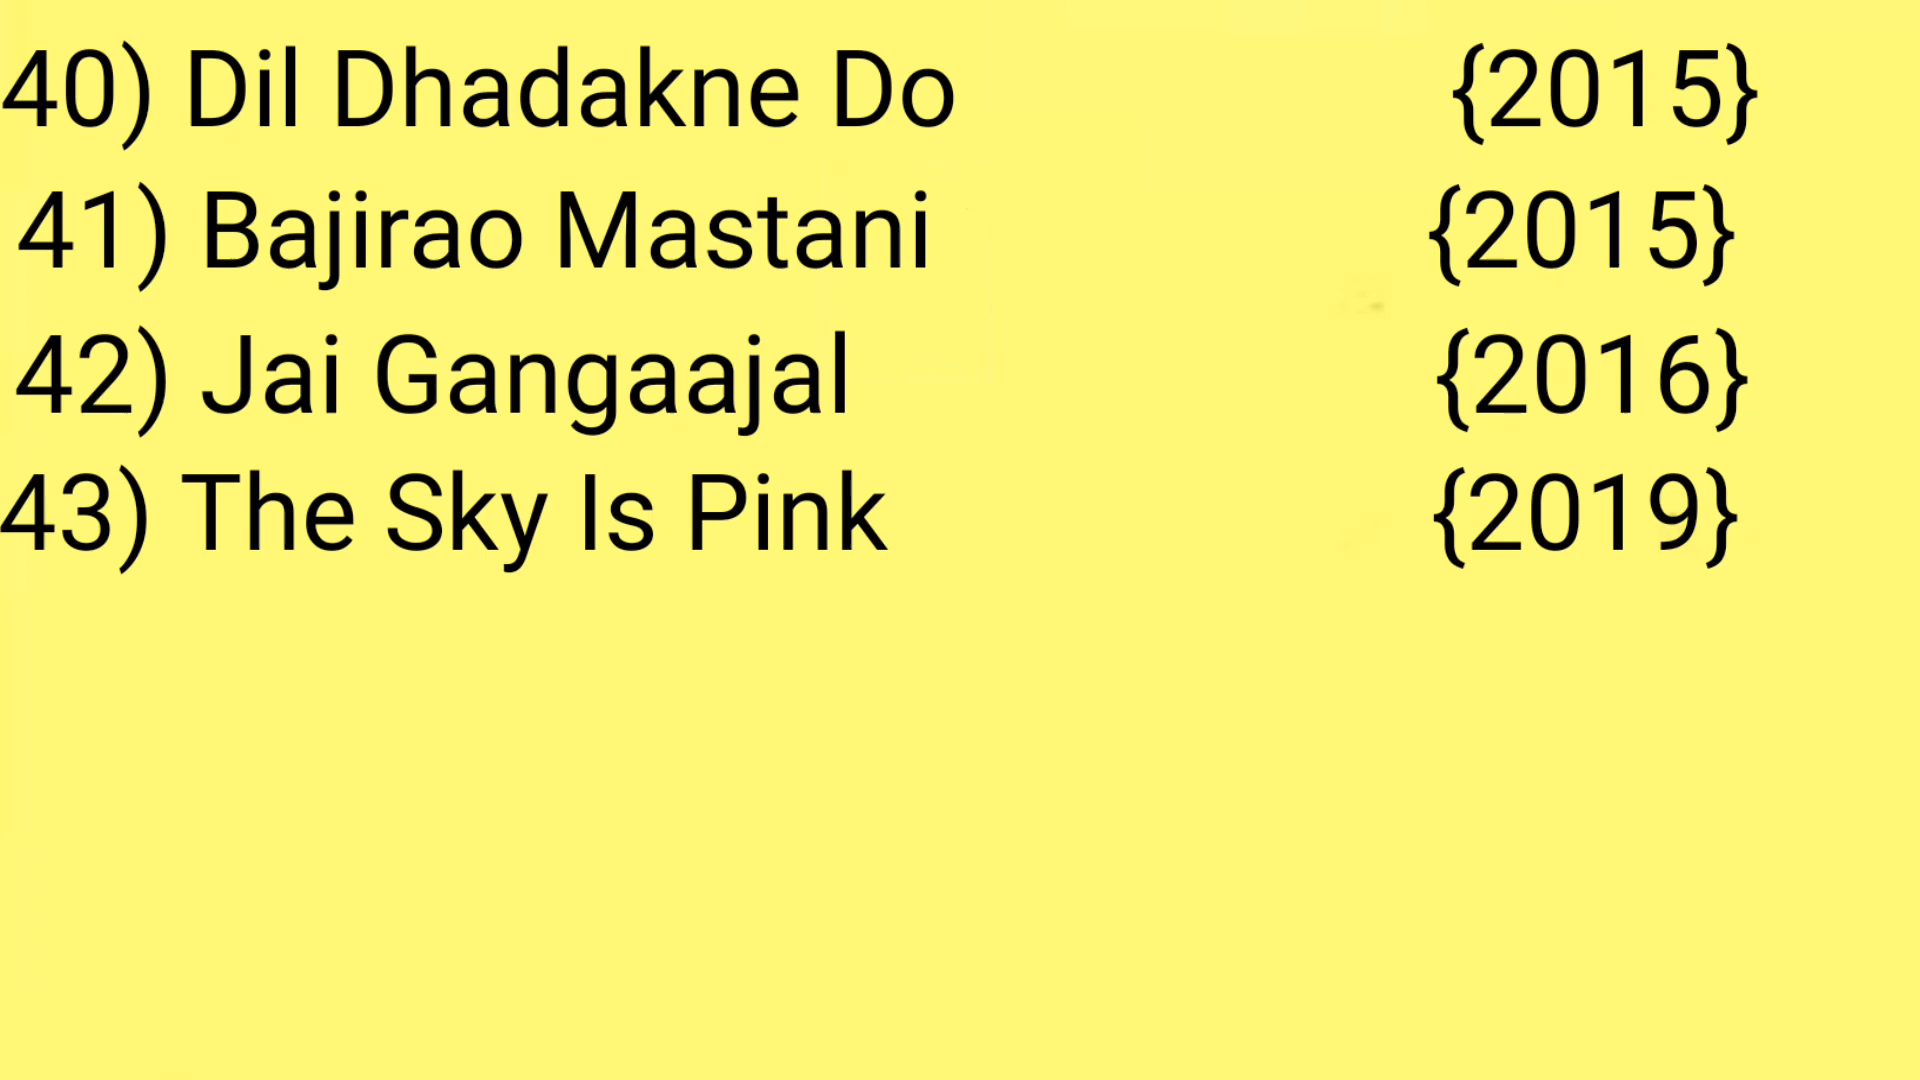 40) Dil Dhadakne Do {2015}
41) Bajirao Mastani {2015}
42) Jai Gangaajal {2016}
43) The Sky Is Pink {2019}